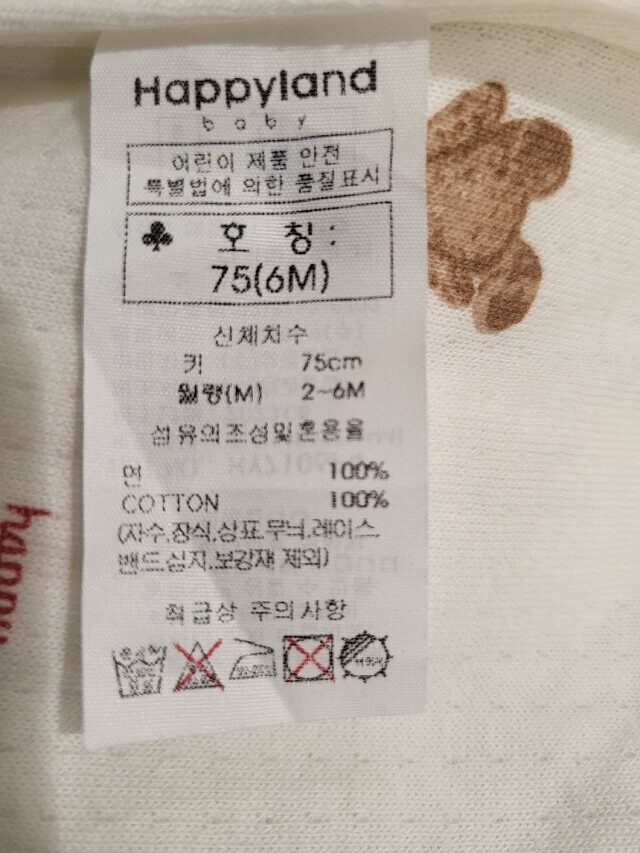 Happyland
baby
어린이 제품 안전
특별법에 의한 품질표시
♣ 호 칭:
75(6M)
신체치수
키 75cm
월령(M) 2~6M
섬유의조성및혼용율
면 100%
COTTON 100%
(자수,장식,상표,무늬,레이스,
밴드,심지,보강재 제외)
취급상 주의사항
happy